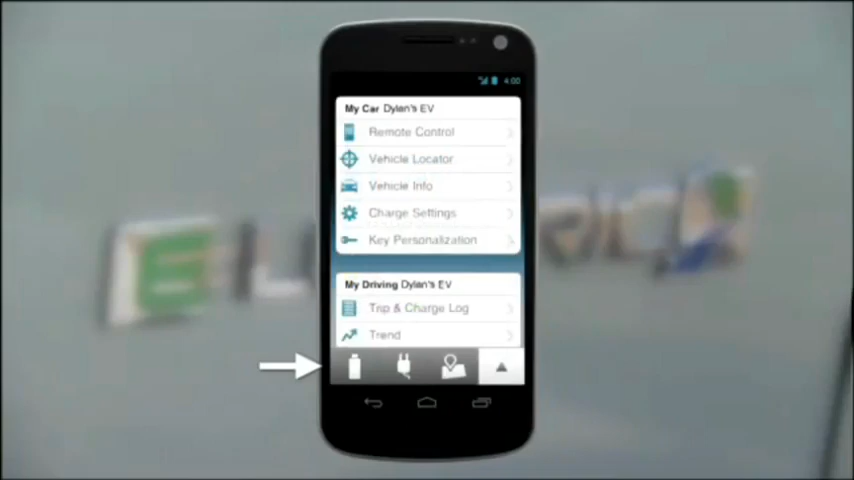 4:00
My Car Dylan's EV
Remote Control
Vehicle Locator
Vehicle Info
Charge Settings
Key Personalization
My Driving Dylan's EV
Trip & Charge Log
Trend